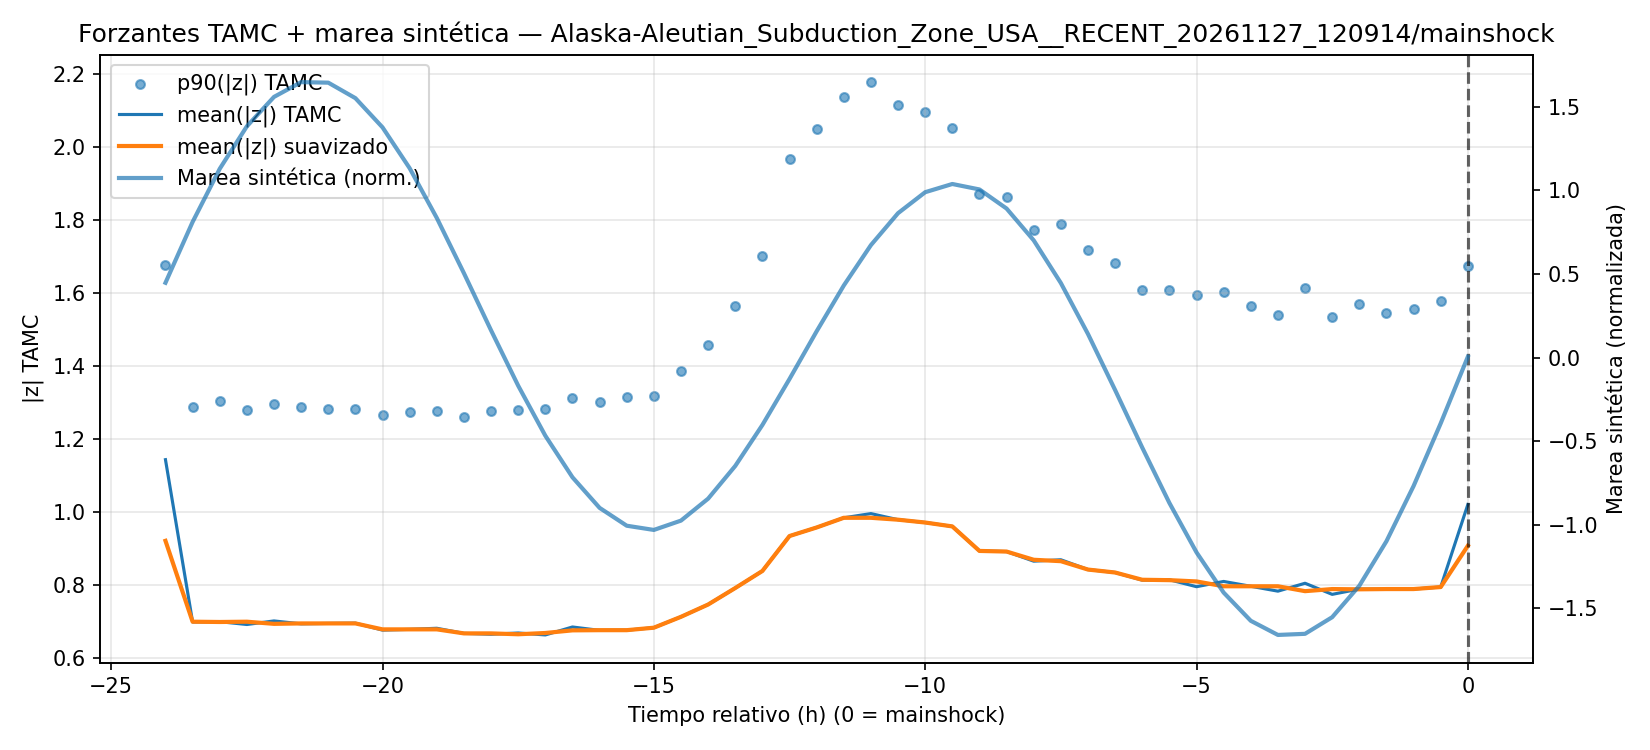 Forzantes TAMC + marea sintética — Alaska-Aleutian_Subduction_Zone_USA__RECENT_20261127_120914/mainshock
p90(|z|) TAMC
mean(|z|) TAMC
mean(|z|) suavizado
Marea sintética (norm.)
|z| TAMC
2.2
2.0
1.8
1.6
1.4
1.2
1.0
0.8
0.6
1.5
1.0
0.5
0.0
−0.5
−1.0
−1.5
Marea sintética (normalizada)
−25
−20
−15
−10
−5
0
Tiempo relativo (h) (0 = mainshock)